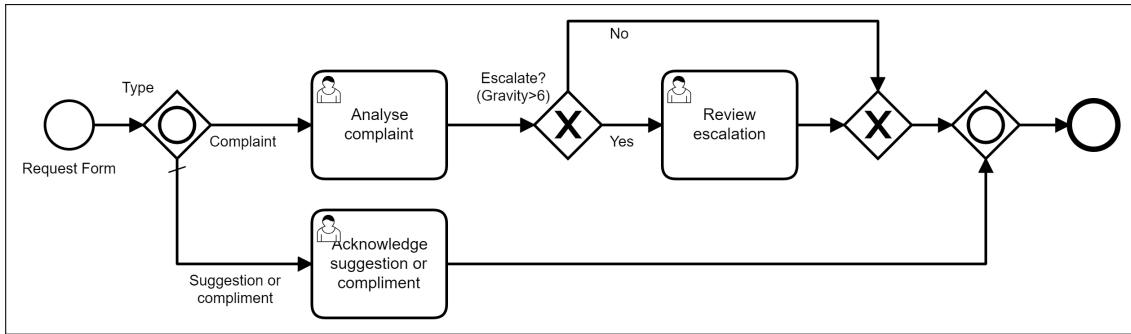 No
Escalate?
(Gravity>6)
Type
Analyse
complaint
Review
escalation
Complaint
Yes
Request Form
Acknowledge
suggestion or
compliment
Suggestion or
compliment